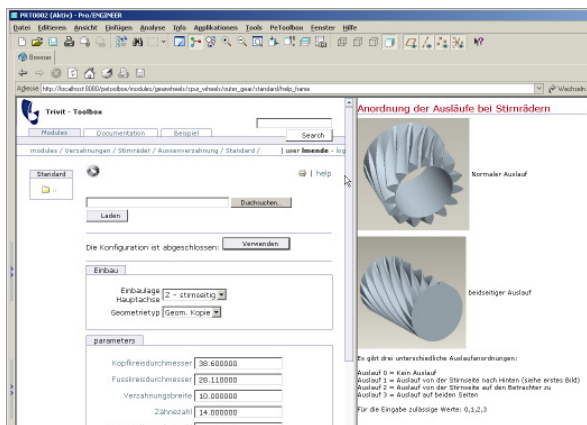 PRT0002 (Aktiv) - Pro/ENGINEER
Datei Editieren Ansicht Einfügen Analyse Info Applikationen Tools PeToolbox Fenster Hilfe
Browser
Adresse http://localhost:8080/petoolbox/modules/gearwheels/spur_wheels/outer_gear/standard/help_frame
Wechseln
Trivit - Toolbox
Search
Modules Documentation Beispiel
modules / Verzahnungen / Stirnräder / Aussenverzahnung / Standard / | user lmende - log
Standard
..
| help
Durchsuchen...
Laden
Die Konfiguration ist abgeschlossen: Verwenden
Einbau
Einbaulage Hauptachse Z - stirnseitig
Geometrietyp Geom. Kopie
parameters
Kopfkreisdurchmesser 38.600000
Fusskreisdurchmesser 28.110000
Verzahnungsbreite 10.000000
Zähnezahl 14.000000
Anordnung der Ausläufe bei Stirnrädern
Normaler Auslauf
beidseitiger Auslauf
Es gibt drei unterschiedliche Auslaufanordnungen:
Auslauf 0 = Kein Auslauf
Auslauf 1 = Auslauf von der Stirnseite nach Hinten (siehe erstes Bild)
Auslauf 2 = Auslauf von der Stirnseite auf den Betrachter zu
Auslauf 3 = Auslauf auf beiden Seiten
Für die Eingabe zulässige Werte: 0,1,2,3